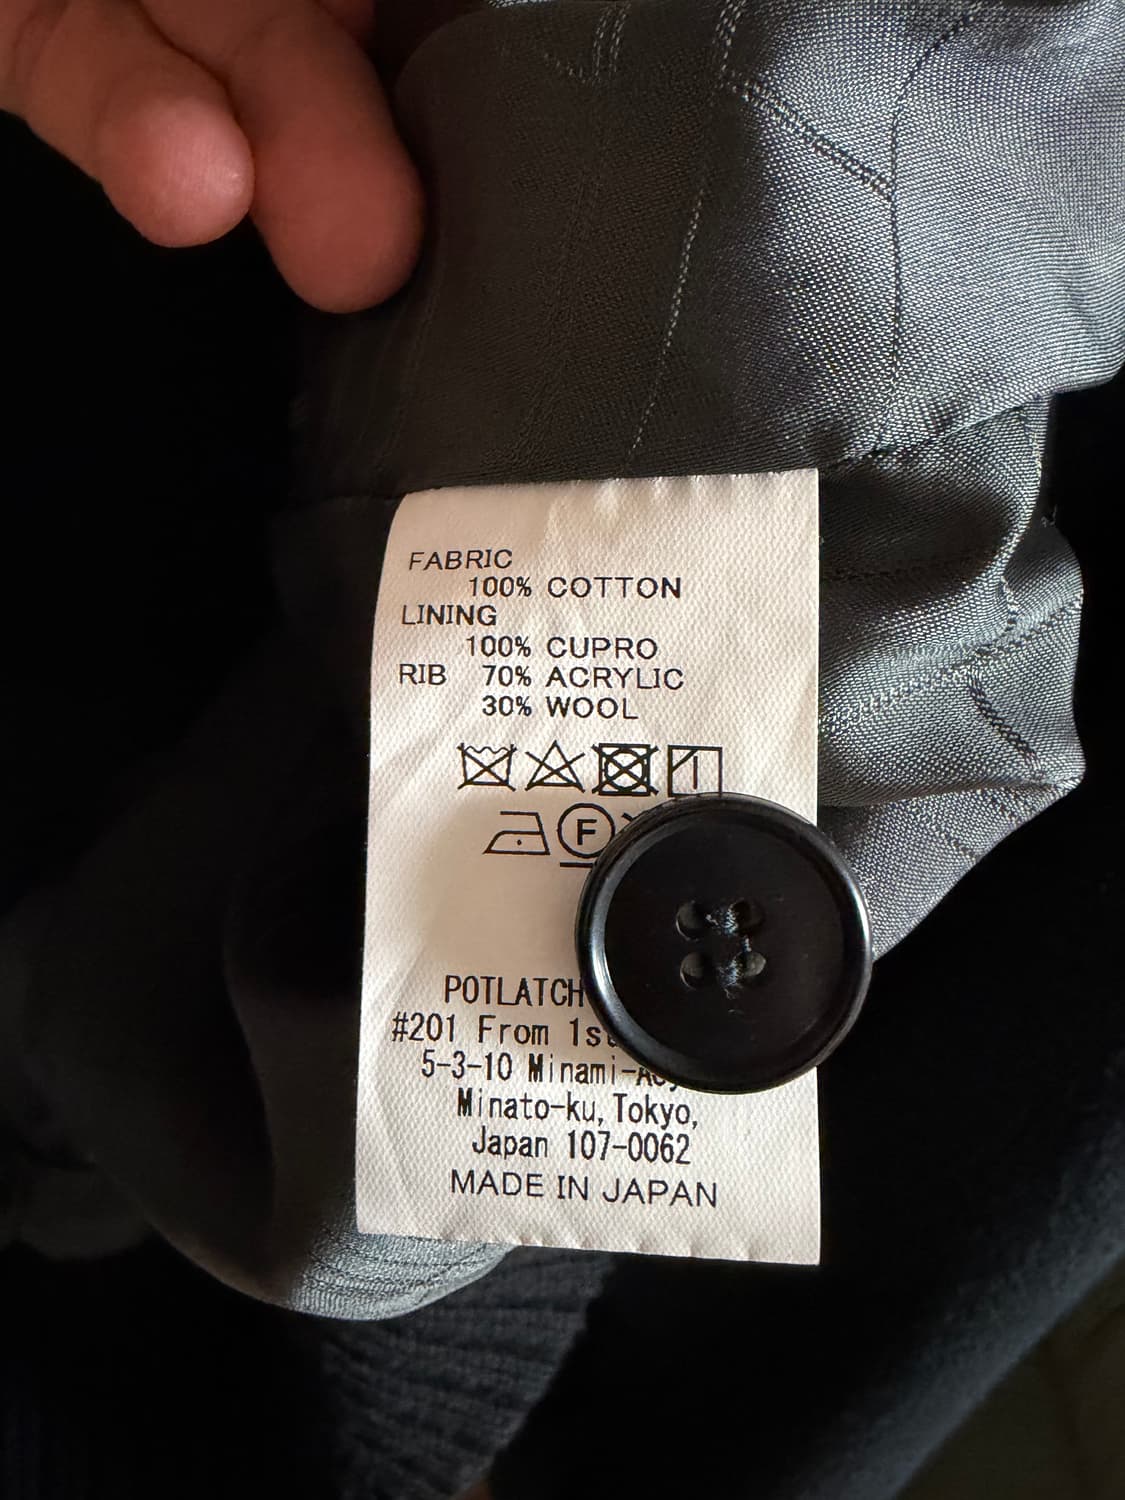 FABRIC
100% COTTON
LINING
100% CUPRO
RIB 70% ACRYLIC
30% WOOL
F
POTLATCH
#201 From 1st
5-3-10 Minami-
Minato-ku, Tokyo,
Japan 107-0062
MADE IN JAPAN